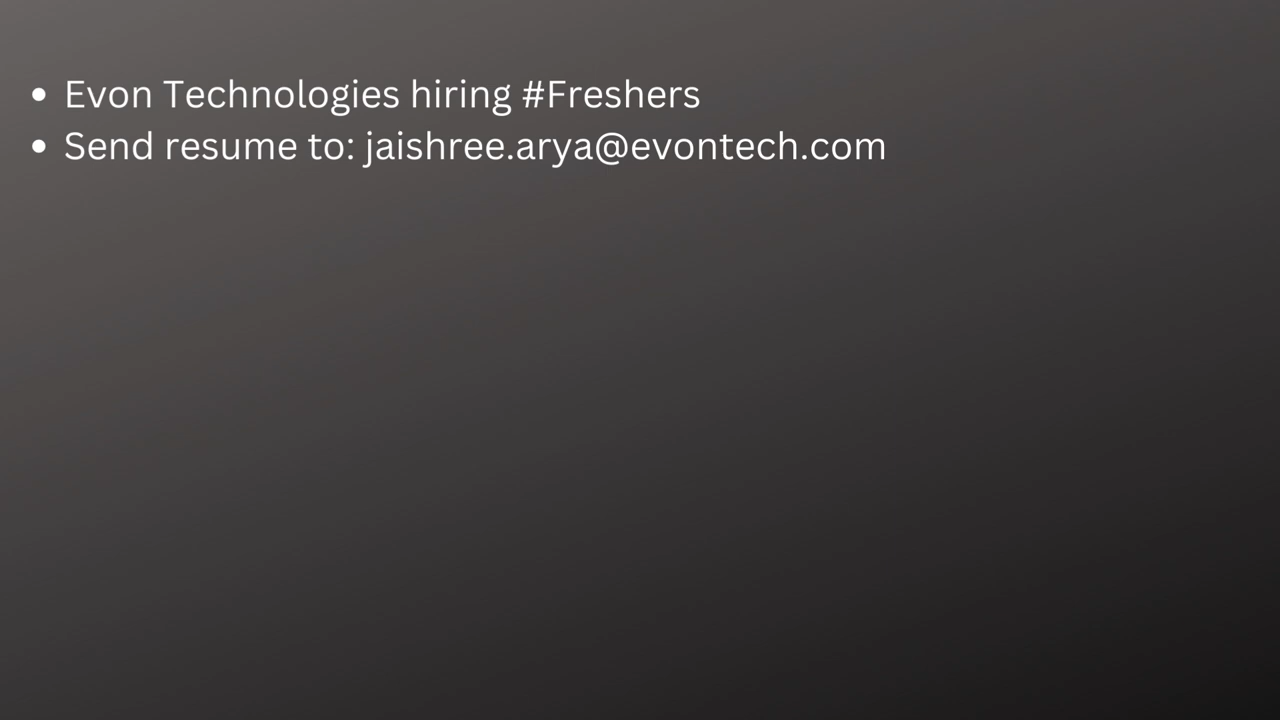 • Evon Technologies hiring #Freshers
• Send resume to: jaishree.arya@evontech.com